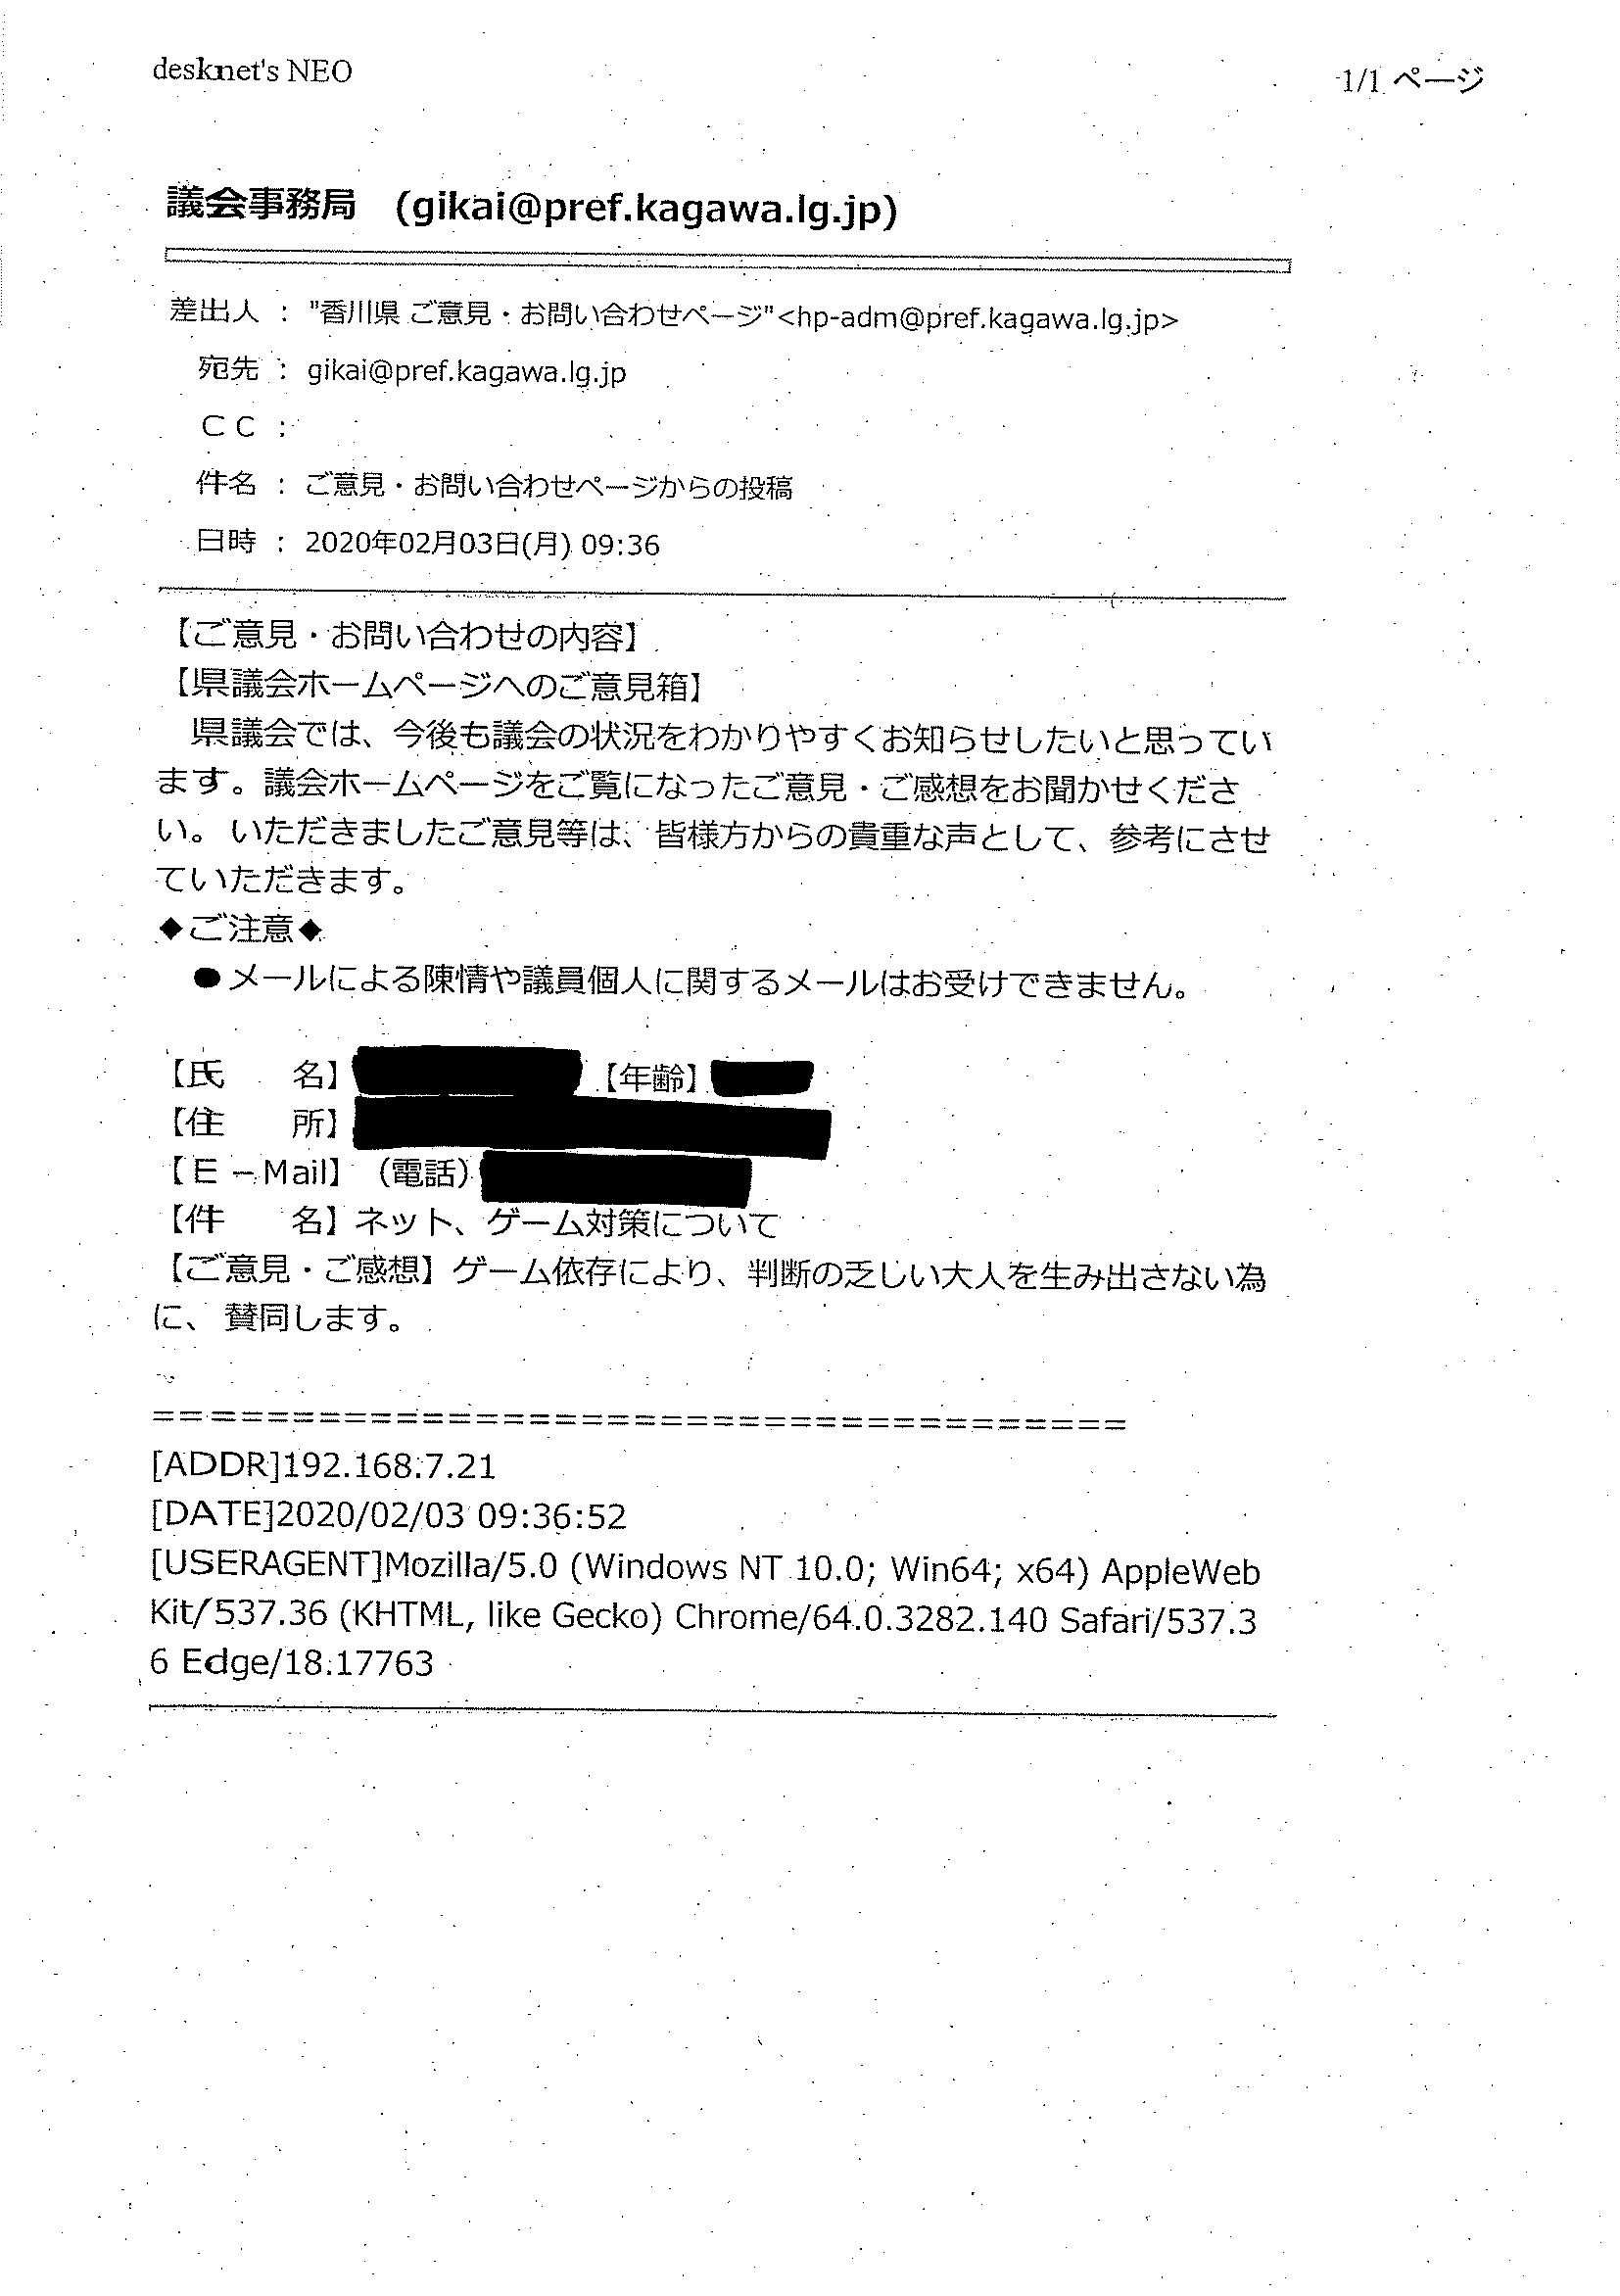 desknet's NEO
1/1 ページ
議会事務局　(gikai@pref.kagawa.lg.jp)
差出人 ： "香川県 ご意見・お問い合わせページ"<hp-adm@pref.kagawa.lg.jp>
宛先 ： gikai@pref.kagawa.lg.jp
ＣＣ ：
件名 ： ご意見・お問い合わせページからの投稿
日時 ： 2020年02月03日(月) 09:36
【ご意見・お問い合わせの内容】
【県議会ホームページへのご意見箱】
　県議会では、今後も議会の状況をわかりやすくお知らせしたいと思ってい
ます。議会ホームページをご覧になったご意見・ご感想をお聞かせくださ
い。いただきましたご意見等は、皆様方からの貴重な声として、参考にさせ
ていただきます。
◆ご注意◆
　●メールによる陳情や議員個人に関するメールはお受けできません。
【氏　　名】【年齢】
【住　　所】
【Ｅ－Mail】（電話）
【件　　名】ネット、ゲーム対策について
【ご意見・ご感想】ゲーム依存により、判断の乏しい大人を生み出さない為
に、賛同します。
======================================
[ADDR]192.168.7.21
[DATE]2020/02/03 09:36:52
[USERAGENT]Mozilla/5.0 (Windows NT 10.0; Win64; x64) AppleWeb
Kit/537.36 (KHTML, like Gecko) Chrome/64.0.3282.140 Safari/537.3
6 Edge/18.17763